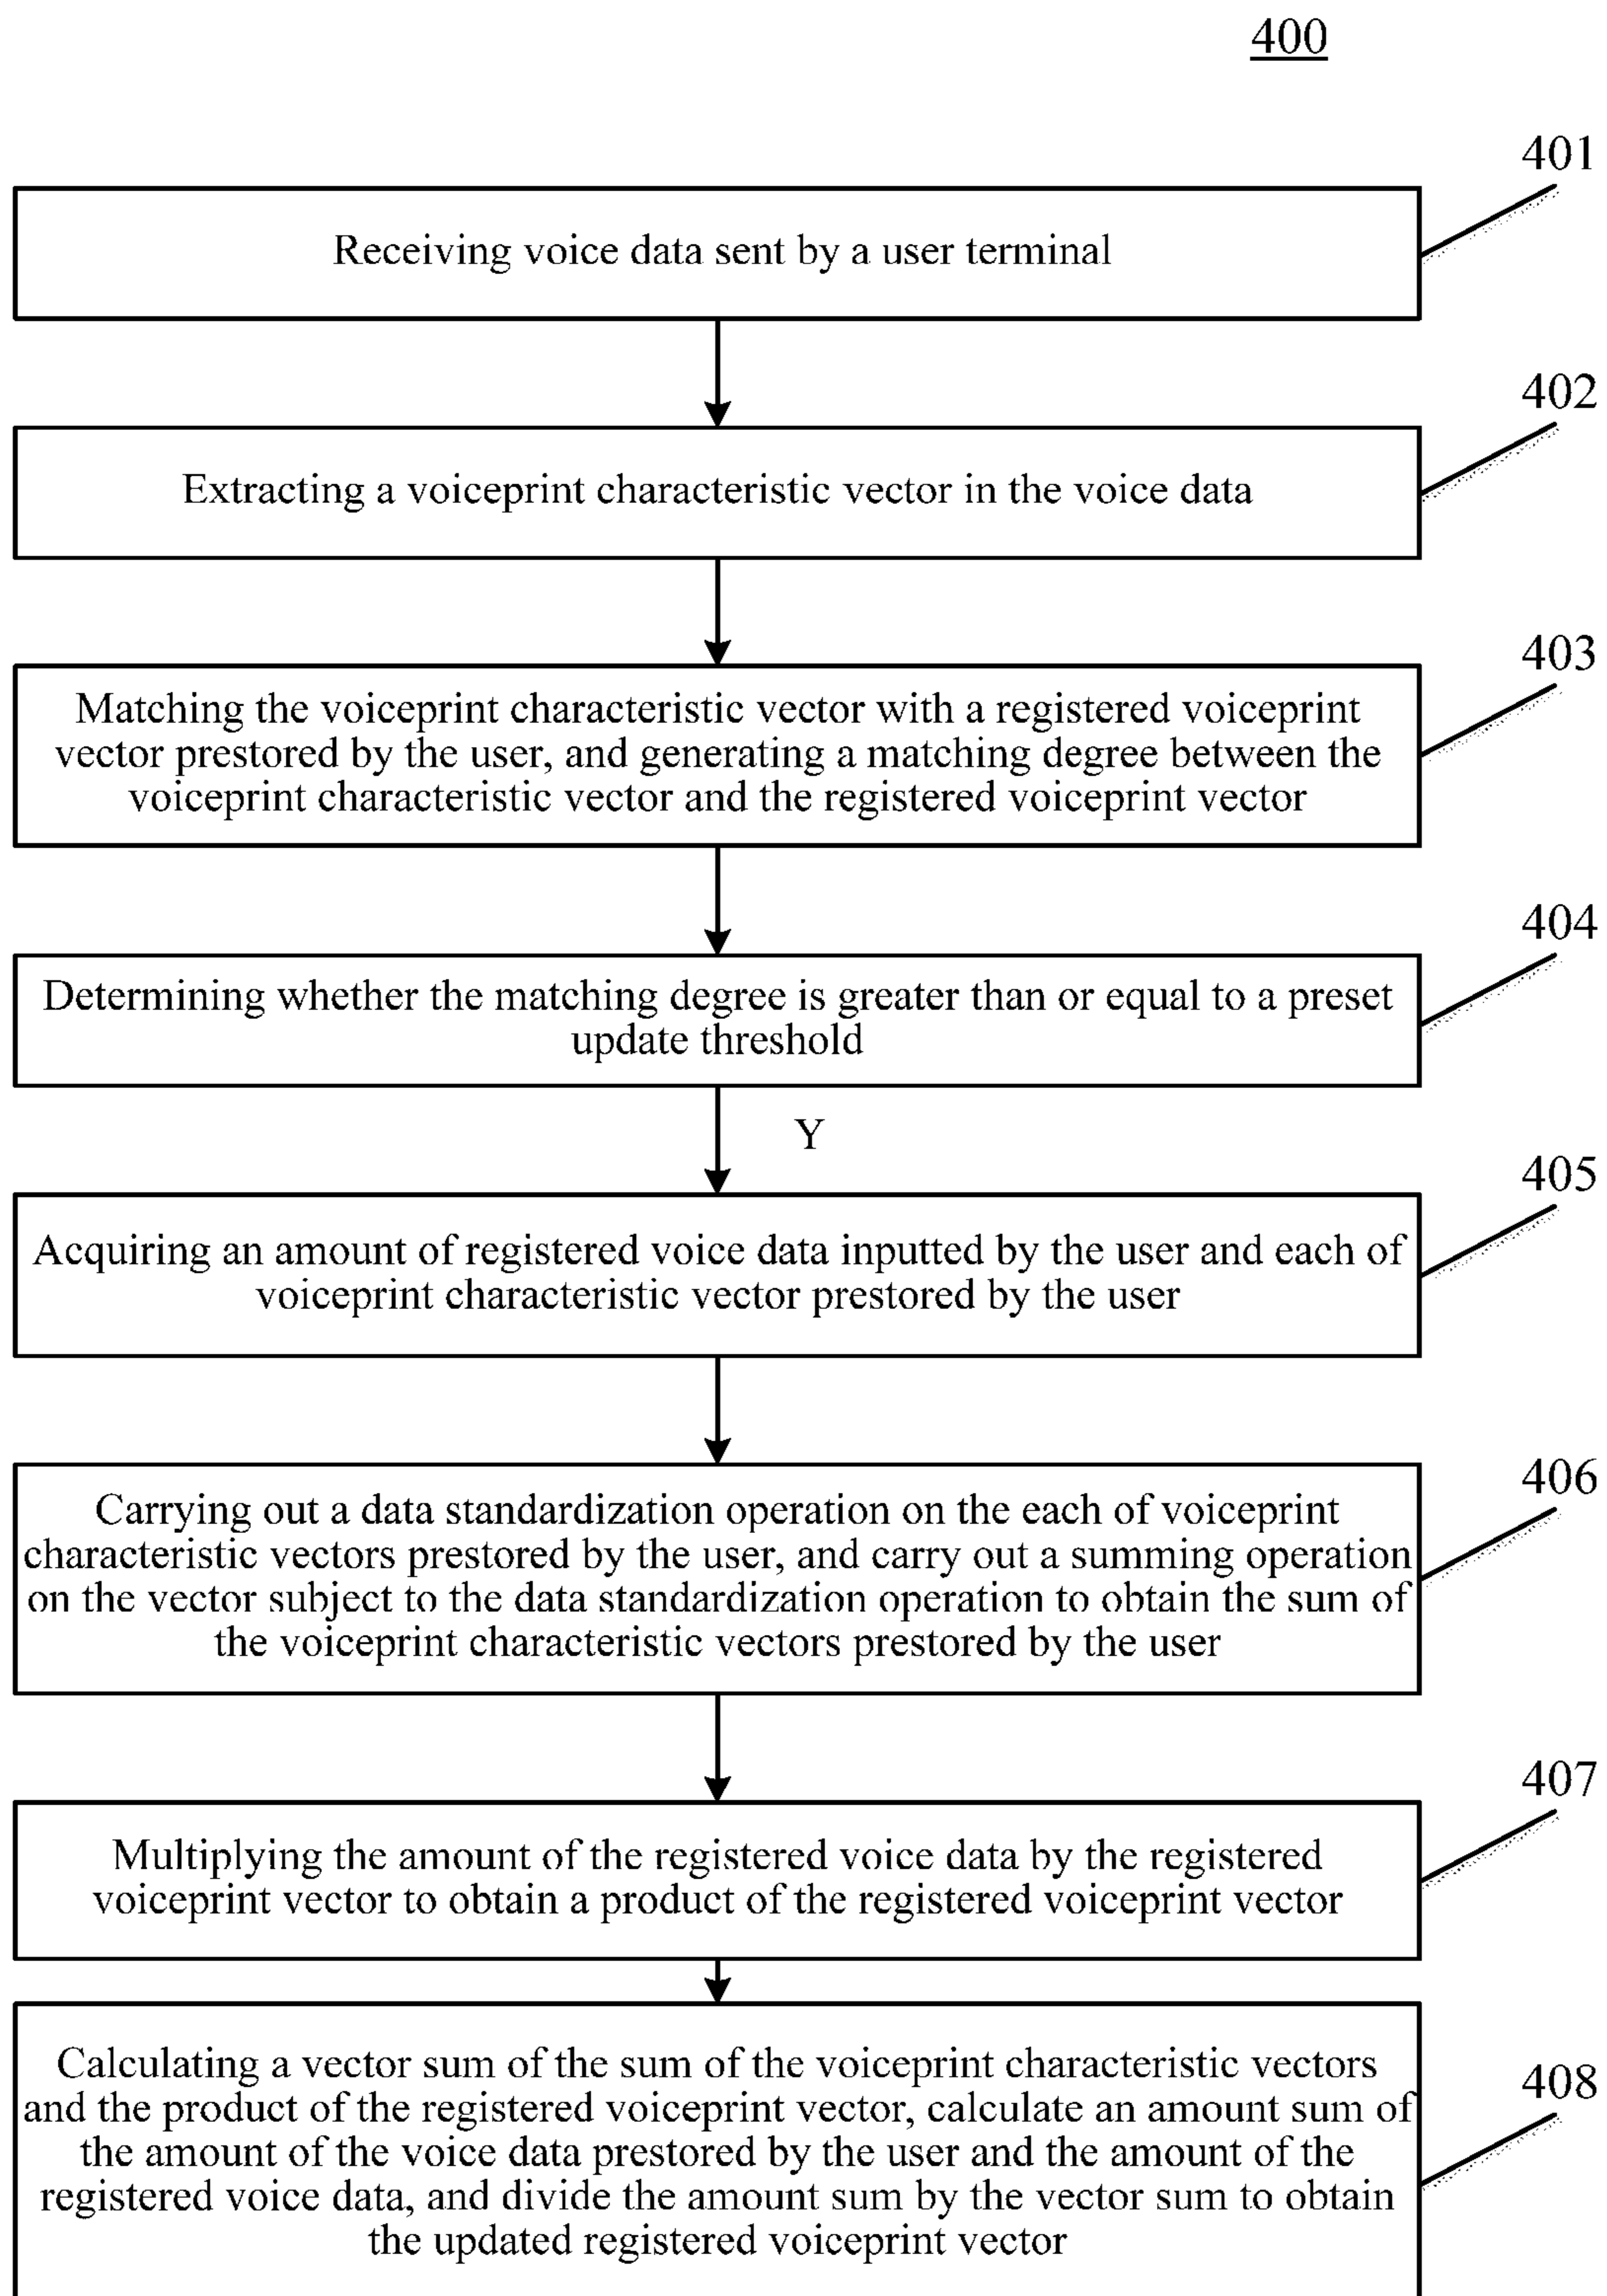 400
401
Receiving voice data sent by a user terminal
402
Extracting a voiceprint characteristic vector in the voice data
403
Matching the voiceprint characteristic vector with a registered voiceprint
vector prestored by the user, and generating a matching degree between the
voiceprint characteristic vector and the registered voiceprint vector
404
Determining whether the matching degree is greater than or equal to a preset
update threshold
Y
405
Acquiring an amount of registered voice data inputted by the user and each of
voiceprint characteristic vector prestored by the user
406
Carrying out a data standardization operation on the each of voiceprint
characteristic vectors prestored by the user, and carry out a summing operation
on the vector subject to the data standardization operation to obtain the sum of
the voiceprint characteristic vectors prestored by the user
407
Multiplying the amount of the registered voice data by the registered
voiceprint vector to obtain a product of the registered voiceprint vector
408
Calculating a vector sum of the sum of the voiceprint characteristic vectors
and the product of the registered voiceprint vector, calculate an amount sum of
the amount of the voice data prestored by the user and the amount of the
registered voice data, and divide the amount sum by the vector sum to obtain
the updated registered voiceprint vector